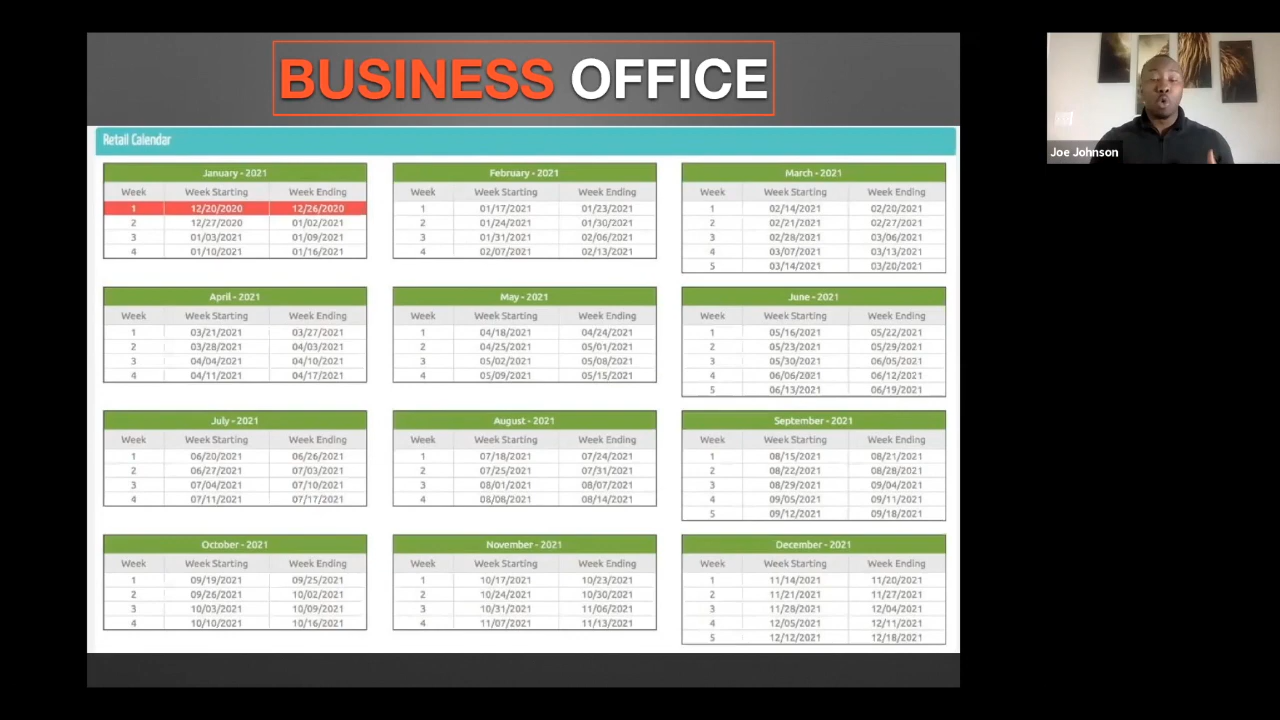 BUSINESS OFFICE
Retail Calendar
January - 2021
Week Week Starting Week Ending
1 12/20/2020 12/26/2020
2 12/27/2020 01/02/2021
3 01/03/2021 01/09/2021
4 01/10/2021 01/16/2021
February - 2021
Week Week Starting Week Ending
1 01/17/2021 01/23/2021
2 01/24/2021 01/30/2021
3 01/31/2021 02/06/2021
4 02/07/2021 02/13/2021
March - 2021
Week Week Starting Week Ending
1 02/14/2021 02/20/2021
2 02/21/2021 02/27/2021
3 02/28/2021 03/06/2021
4 03/07/2021 03/13/2021
5 03/14/2021 03/20/2021
April - 2021
Week Week Starting Week Ending
1 03/21/2021 03/27/2021
2 03/28/2021 04/03/2021
3 04/04/2021 04/10/2021
4 04/11/2021 04/17/2021
May - 2021
Week Week Starting Week Ending
1 04/18/2021 04/24/2021
2 04/25/2021 05/01/2021
3 05/02/2021 05/08/2021
4 05/09/2021 05/15/2021
June - 2021
Week Week Starting Week Ending
1 05/16/2021 05/22/2021
2 05/23/2021 05/29/2021
3 05/30/2021 06/05/2021
4 06/06/2021 06/12/2021
5 06/13/2021 06/19/2021
July - 2021
Week Week Starting Week Ending
1 06/20/2021 06/26/2021
2 06/27/2021 07/03/2021
3 07/04/2021 07/10/2021
4 07/11/2021 07/17/2021
August - 2021
Week Week Starting Week Ending
1 07/18/2021 07/24/2021
2 07/25/2021 07/31/2021
3 08/01/2021 08/07/2021
4 08/08/2021 08/14/2021
September - 2021
Week Week Starting Week Ending
1 08/15/2021 08/21/2021
2 08/22/2021 08/28/2021
3 08/29/2021 09/04/2021
4 09/05/2021 09/11/2021
5 09/12/2021 09/18/2021
October - 2021
Week Week Starting Week Ending
1 09/19/2021 09/25/2021
2 09/26/2021 10/02/2021
3 10/03/2021 10/09/2021
4 10/10/2021 10/16/2021
November - 2021
Week Week Starting Week Ending
1 10/17/2021 10/23/2021
2 10/24/2021 10/30/2021
3 10/31/2021 11/06/2021
4 11/07/2021 11/13/2021
December - 2021
Week Week Starting Week Ending
1 11/14/2021 11/20/2021
2 11/21/2021 11/27/2021
3 11/28/2021 12/04/2021
4 12/05/2021 12/11/2021
5 12/12/2021 12/18/2021
Joe Johnson